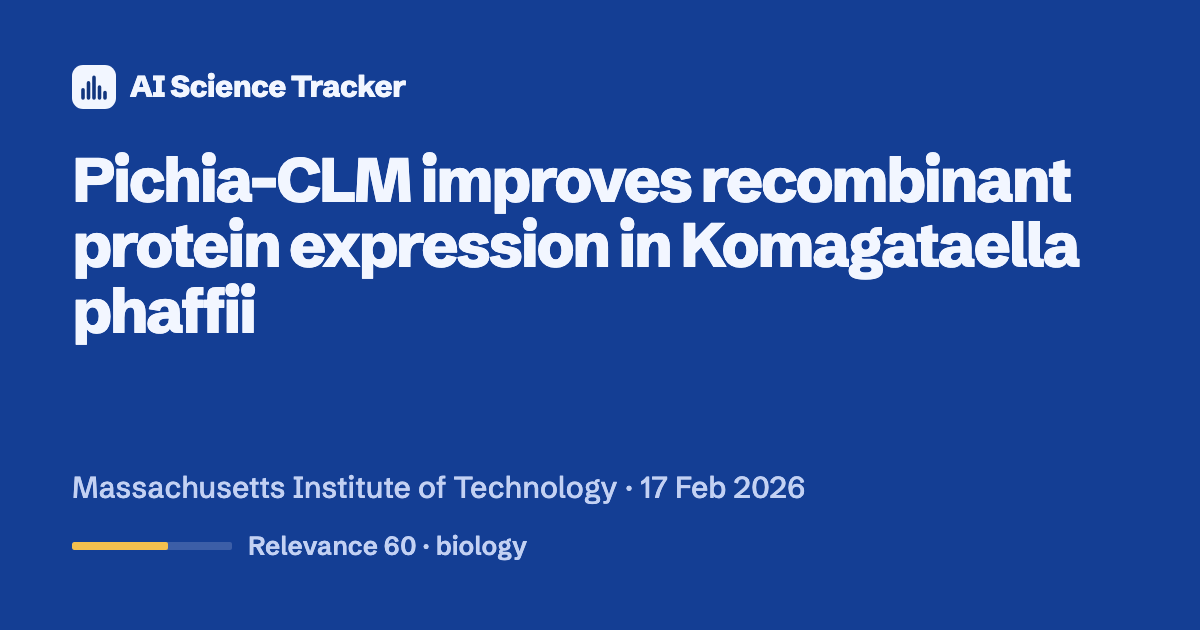 AI Science Tracker
Pichia-CLM improves recombinant
protein expression in Komagataella
phaffii
Massachusetts Institute of Technology · 17 Feb 2026
Relevance 60 · biology